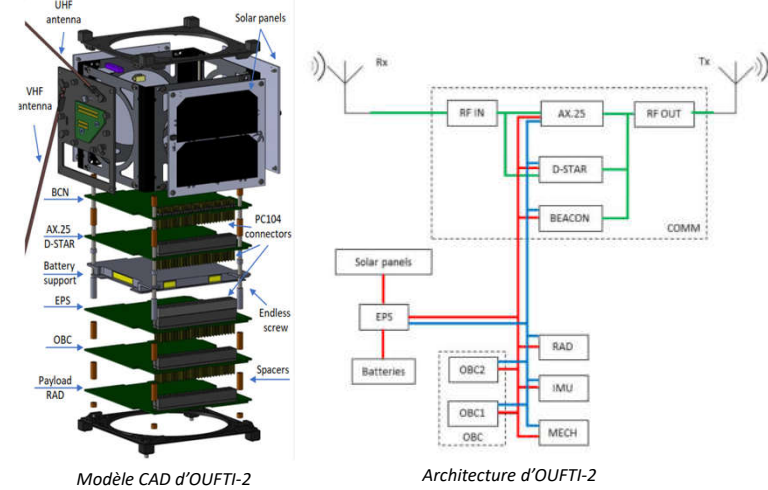 UHF
antenna
Solar panels
VHF
antenna
BCN
PC104
connectors
AX.25
D-STAR
Battery
support
EPS
Endless
screw
OBC
Payload
RAD
Spacers
Modèle CAD d'OUFTI-2
Rx
Tx
RF IN
AX.25
RF OUT
D-STAR
BEACON
COMM
Solar panels
EPS
Batteries
RAD
OBC2
IMU
OBC1
OBC
MECH
Architecture d'OUFTI-2